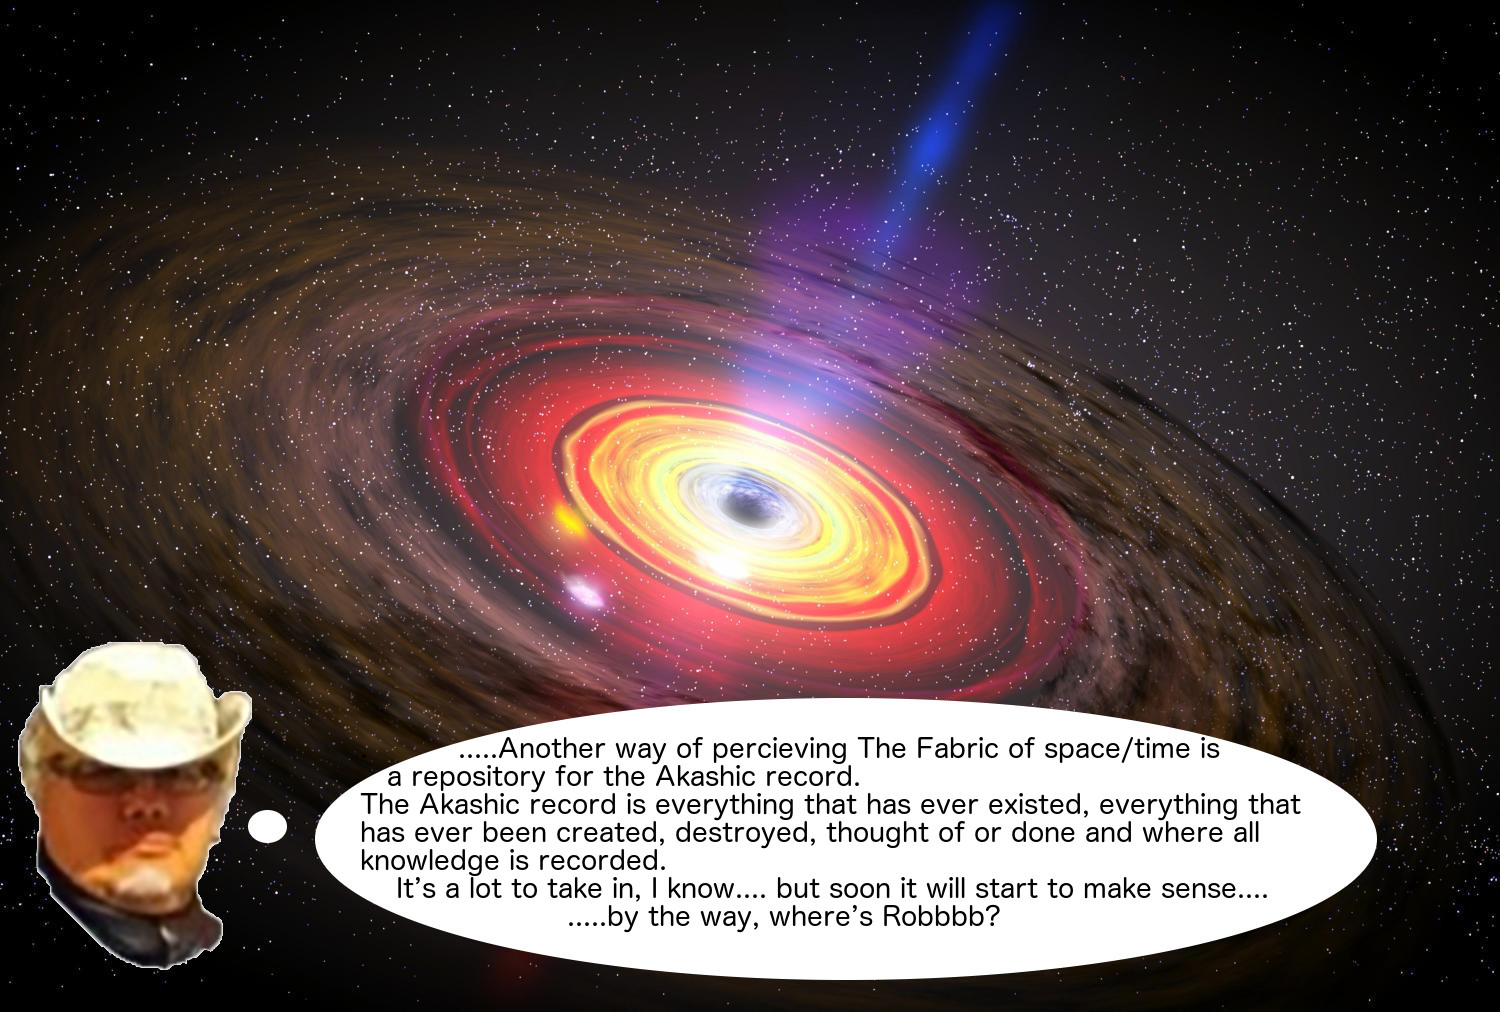 .....Another way of percieving The Fabric of space/time is
a repository for the Akashic record.
The Akashic record is everything that has ever existed, everything that
has ever been created, destroyed, thought of or done and where all
knowledge is recorded.
It's a lot to take in, I know.... but soon it will start to make sense....
.....by the way, where's Robbbb?